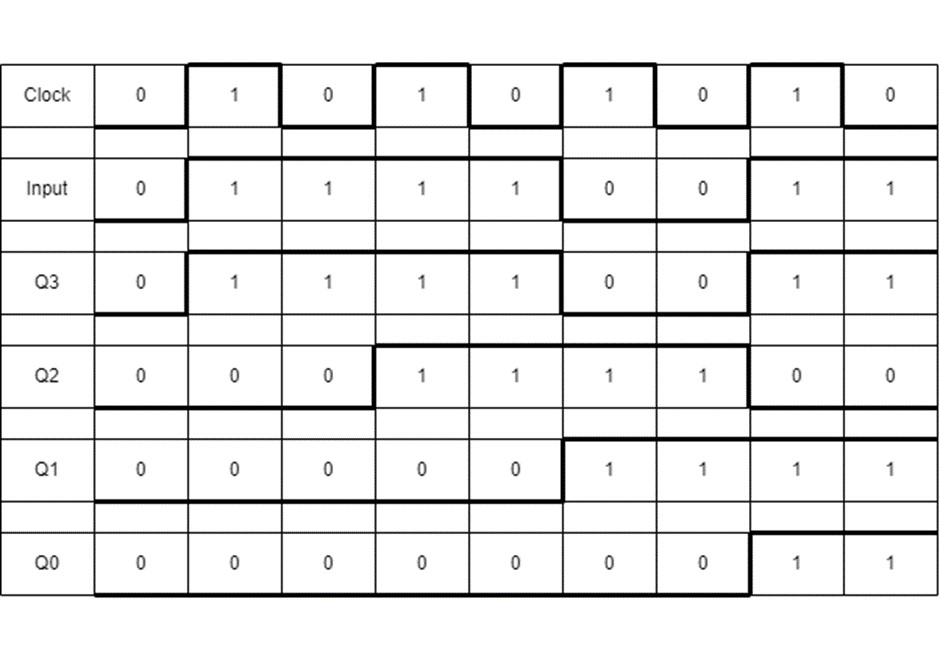 Clock 0 1 0 1 0 1 0 1 0
Input 0 1 1 1 1 0 0 1 1
Q3 0 1 1 1 1 0 0 1 1
Q2 0 0 0 1 1 1 1 0 0
Q1 0 0 0 0 0 1 1 1 1
Q0 0 0 0 0 0 0 0 1 1